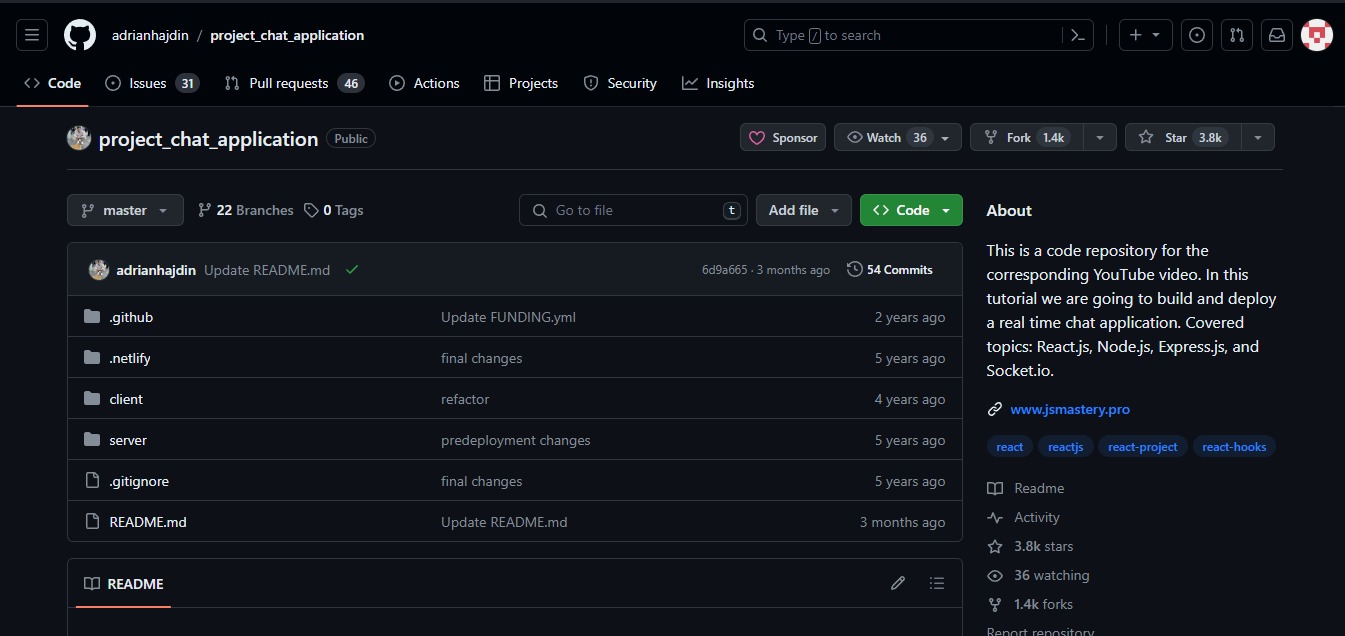 adrianhajdin / project_chat_application
Type / to search
Code Issues 31 Pull requests 46 Actions Projects Security Insights
project_chat_application Public
Sponsor Watch 36 Fork 1.4k Star 3.8k
master 22 Branches 0 Tags
Go to file t Add file Code
adrianhajdin Update README.md 6d9a665 · 3 months ago 54 Commits
.github Update FUNDING.yml 2 years ago
.netlify final changes 5 years ago
client refactor 4 years ago
server predeployment changes 5 years ago
.gitignore final changes 5 years ago
README.md Update README.md 3 months ago
README
About
This is a code repository for the
corresponding YouTube video. In this
tutorial we are going to build and deploy
a real time chat application. Covered
topics: React.js, Node.js, Express.js, and
Socket.io.
www.jsmastery.pro
react reactjs react-project react-hooks
Readme
Activity
3.8k stars
36 watching
1.4k forks
Report repository